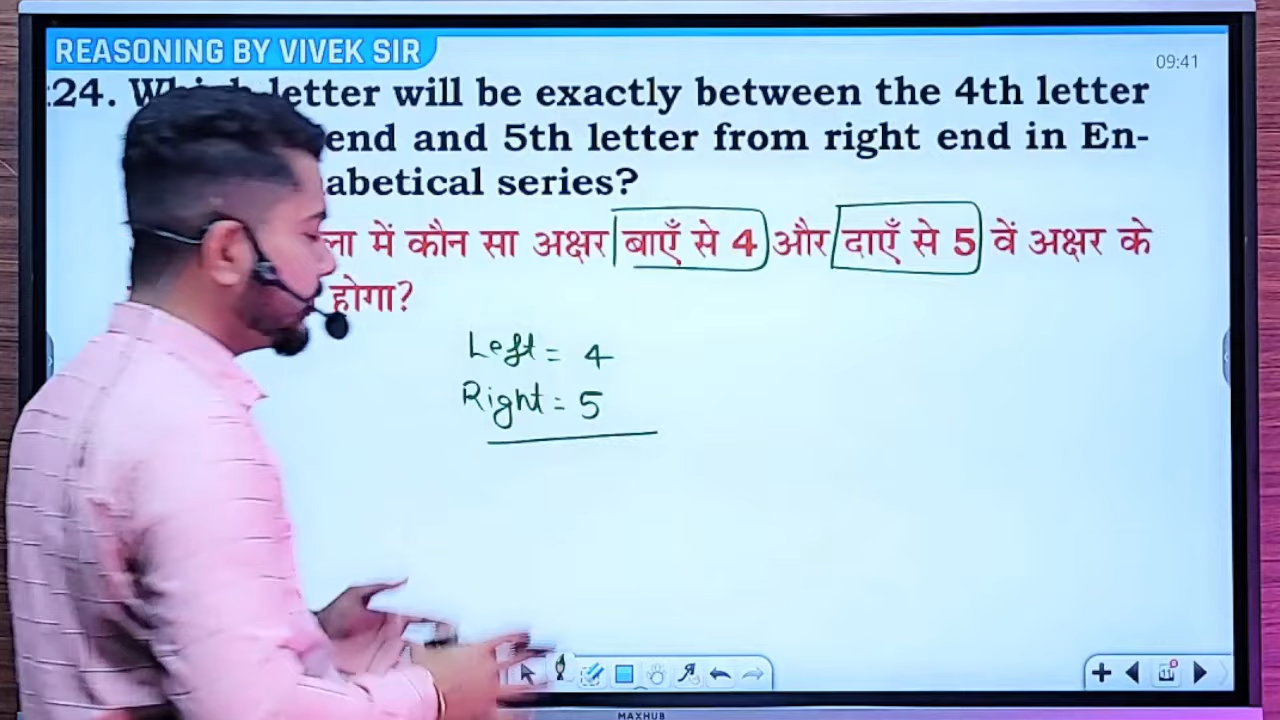 REASONING BY VIVEK SIR
09:41
24. Which letter will be exactly between the 4th letter
end and 5th letter from right end in En-
abetical series?
ला में कौन सा अक्षर बाएँ से 4 और दाएँ से 5 वें अक्षर के
होगा?
Left = 4
Right = 5
MAXHUB